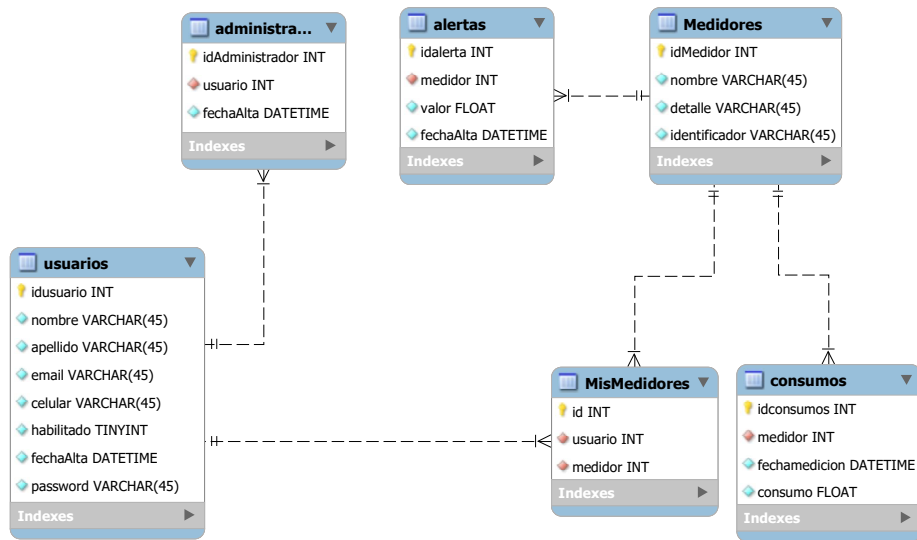 administra...
idAdministrador INT
usuario INT
fechaAlta DATETIME
Indexes
alertas
idalerta INT
medidor INT
valor FLOAT
fechaAlta DATETIME
Indexes
Medidores
idMedidor INT
nombre VARCHAR(45)
detalle VARCHAR(45)
identificador VARCHAR(45)
Indexes
usuarios
idusuario INT
nombre VARCHAR(45)
apellido VARCHAR(45)
email VARCHAR(45)
celular VARCHAR(45)
habilitado TINYINT
fechaAlta DATETIME
password VARCHAR(45)
Indexes
MisMedidores
id INT
usuario INT
medidor INT
Indexes
consumos
idconsumos INT
medidor INT
fechamedicion DATETIME
consumo FLOAT
Indexes